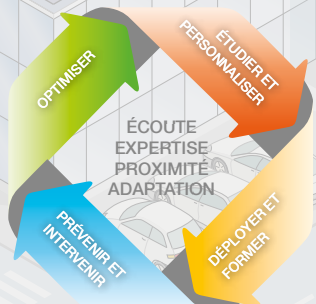 OPTIMISER
ÉTUDIER ET
PERSONNALISER
ÉCOUTE
EXPERTISE
PROXIMITÉ
ADAPTATION
DÉPLOYER ET
FORMER
PRÉVENIR ET
INTERVENIR